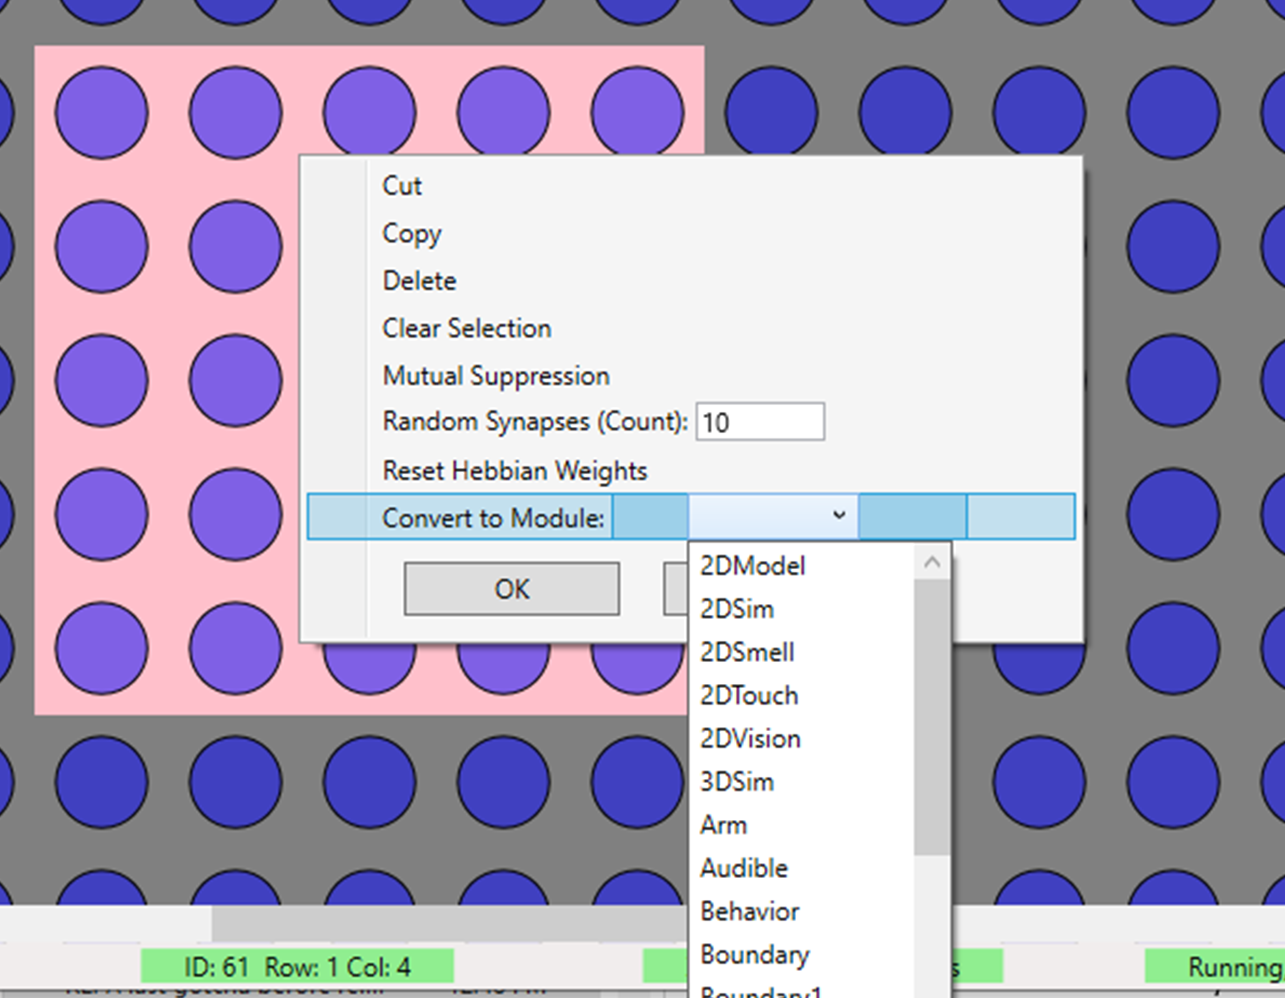 Cut
Copy
Delete
Clear Selection
Mutual Suppression
Random Synapses (Count): 10
Reset Hebbian Weights
Convert to Module:
OK
2DModel
2DSim
2DSmell
2DTouch
2DVision
3DSim
Arm
Audible
Behavior
Boundary
Boundary1
ID: 61 Row: 1 Col: 4
Running